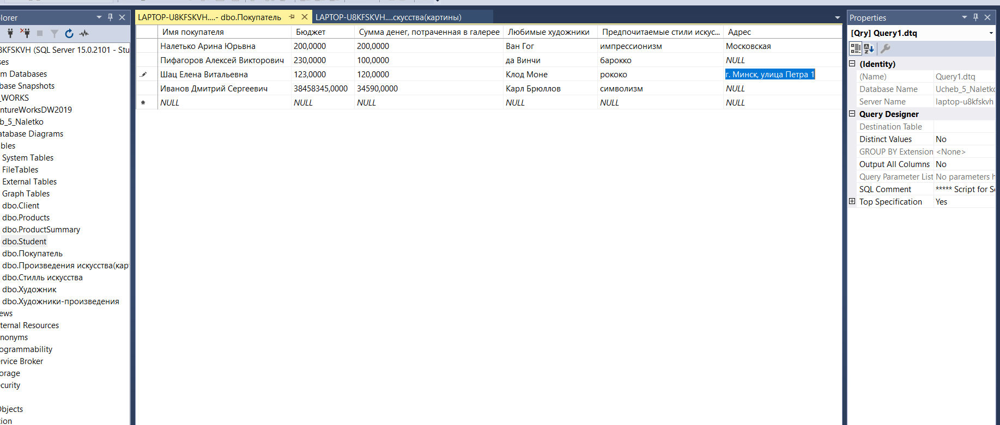 plorer
8KFSKVH (SQL Server 15.0.2101 - Stu
ses
m Databases
base Snapshots
_WORKS
entureWorksDW2019
b_5_Naletko
atabase Diagrams
bles
System Tables
FileTables
External Tables
Graph Tables
dbo.Client
dbo.Products
dbo.ProductSummary
dbo.Student
dbo.Покупатель
dbo.Произведения искусства(кар
dbo.Стилль искусства
dbo.Художник
dbo.Художники-произведения
ews
ternal Resources
nonyms
ogrammability
rvice Broker
orage
curity
Objects
tion
LAPTOP-U8KFSKVH....- dbo.Покупатель
LAPTOP-U8KFSKVH....скусства(картины)
Имя покупателя Бюджет Сумма денег, потраченная в галерее Любимые художники Предпочитаемые стили искус... Адрес
Налетько Арина Юрьвна 200,0000 200,0000 Ван Гог импрессионизм Московская
Пифагоров Алексей Викторович 230,0000 100,0000 да Винчи барокко NULL
Шац Елена Витальевна 123,0000 120,0000 Клод Моне рококо г. Минск, улица Петра 1
Иванов Дмитрий Сергеевич 38458345,0000 34590,0000 Карл Брюллов символизм NULL
NULL NULL NULL NULL NULL NULL
Properties
[Qry] Query1.dtq
(Identity)
(Name) Query1.dtq
Database Name Ucheb_5_Naletko
Server Name laptop-u8kfskvh
Query Designer
Destination Table
Distinct Values No
GROUP BY Extension <None>
Output All Columns No
Query Parameter List No parameters h
SQL Comment ***** Script for Se
Top Specification Yes